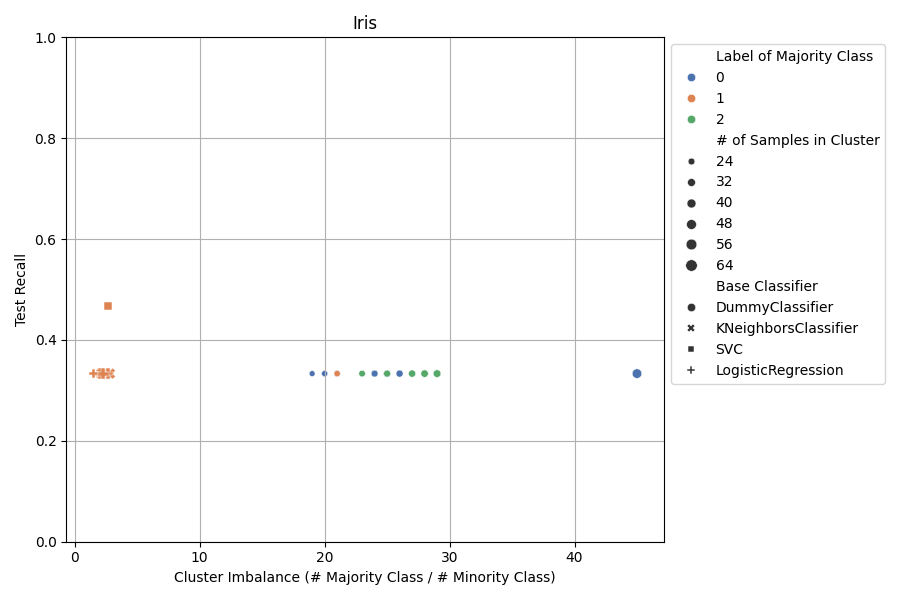 Iris
1.0
0.8
0.6
0.4
0.2
0.0
Test Recall
0
10
20
30
40
Cluster Imbalance (# Majority Class / # Minority Class)
Label of Majority Class
0
1
2
# of Samples in Cluster
24
32
40
48
56
64
Base Classifier
DummyClassifier
KNeighborsClassifier
SVC
LogisticRegression